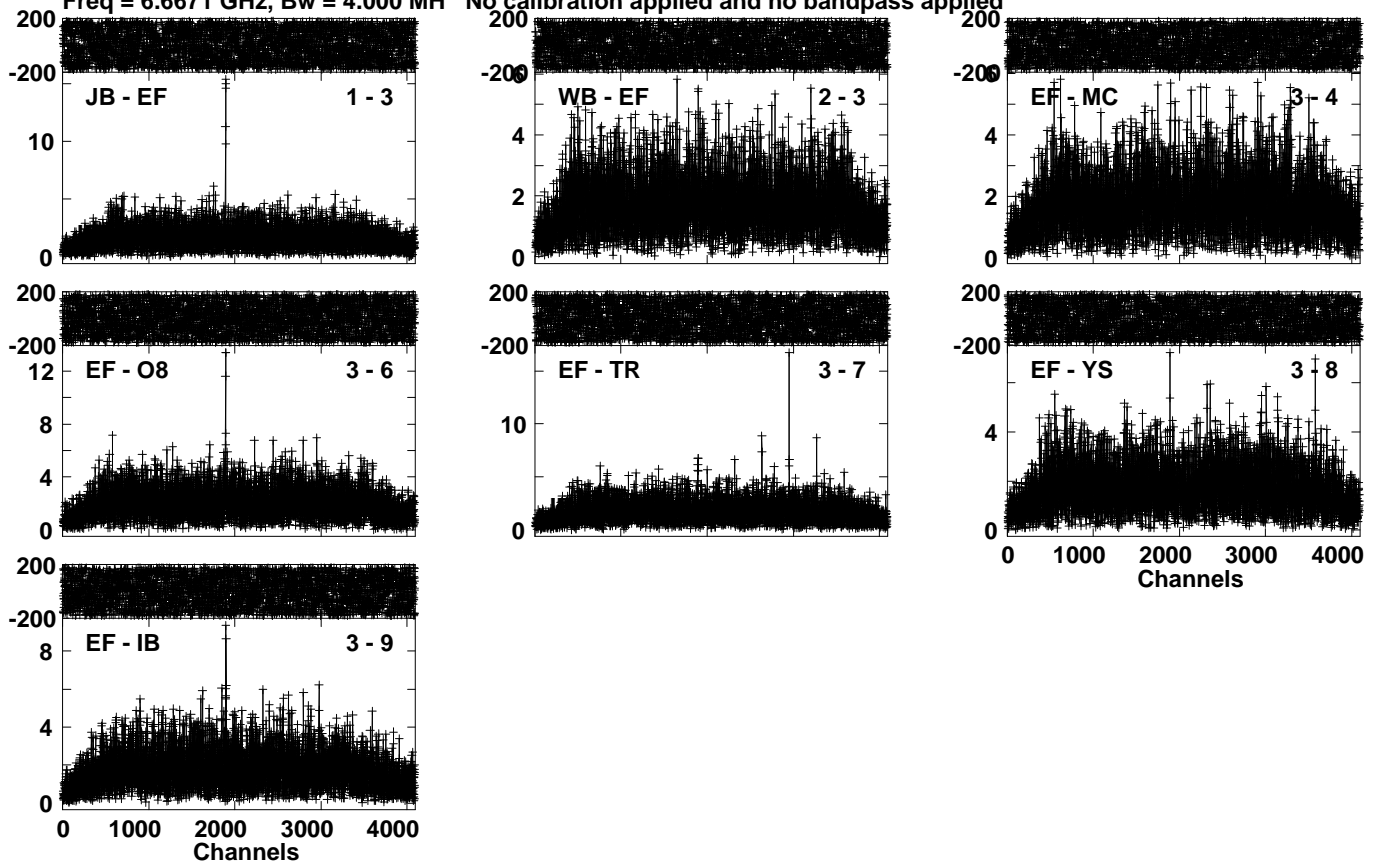 Freq = 6.6671 GHz, Bw = 4.000 MH No calibration applied and no bandpass applied
200
-200
JB - EF 1 - 3
10
0
200
-200
6
WB - EF 2 - 3
4
2
0
200
-200
6
EF - MC 3 - 4
4
2
0
200
-200
EF - O8 3 - 6
12
8
4
0
200
-200
EF - TR 3 - 7
10
0
200
-200
EF - YS 3 - 8
4
0
0 1000 2000 3000 4000
Channels
200
-200
EF - IB 3 - 9
8
4
0
0 1000 2000 3000 4000
Channels